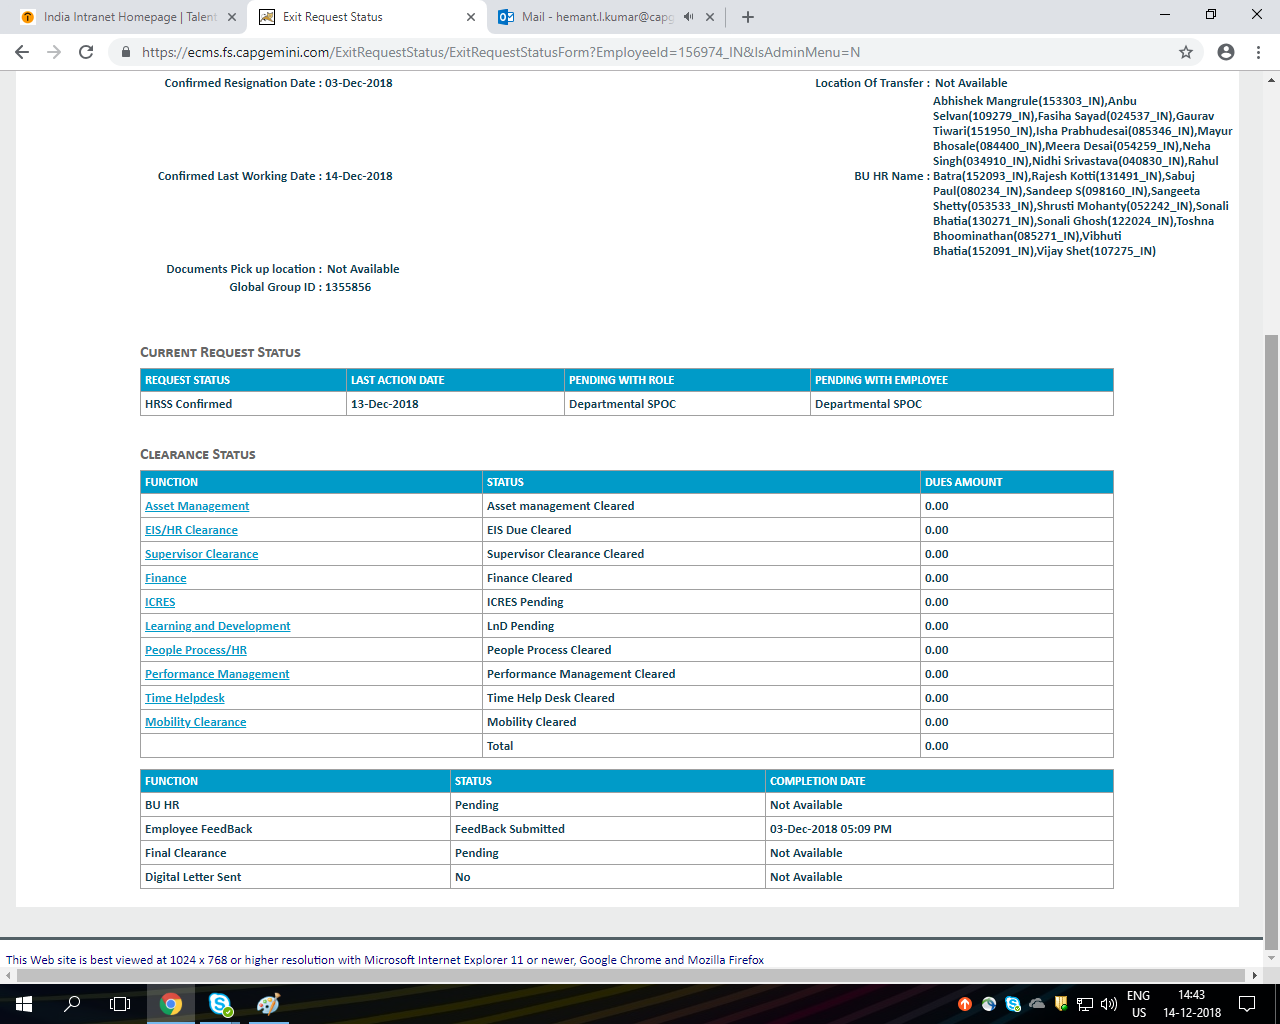 India Intranet Homepage | Talent
Exit Request Status
Mail - hemant.l.kumar@capg
https://ecms.fs.capgemini.com/ExitRequestStatus/ExitRequestStatusForm?EmployeeId=156974_IN&IsAdminMenu=N
Confirmed Resignation Date : 03-Dec-2018
Location Of Transfer : Not Available
Confirmed Last Working Date : 14-Dec-2018
BU HR Name :
Abhishek Mangrule(153303_IN),Anbu
Selvan(109279_IN),Fasiha Sayad(024537_IN),Gaurav
Tiwari(151950_IN),Isha Prabhudesai(085346_IN),Mayur
Bhosale(084400_IN),Meera Desai(054259_IN),Neha
Singh(034910_IN),Nidhi Srivastava(040830_IN),Rahul
Batra(152093_IN),Rajesh Kotti(131491_IN),Sabuj
Paul(080234_IN),Sandeep S(098160_IN),Sangeeta
Shetty(053533_IN),Shrusti Mohanty(052242_IN),Sonali
Bhatia(130271_IN),Sonali Ghosh(122024_IN),Toshna
Bhoominathan(085271_IN),Vibhuti
Bhatia(152091_IN),Vijay Shet(107275_IN)
Documents Pick up location : Not Available
Global Group ID : 1355856
Current Request Status
REQUEST STATUS LAST ACTION DATE PENDING WITH ROLE PENDING WITH EMPLOYEE
HRSS Confirmed 13-Dec-2018 Departmental SPOC Departmental SPOC
Clearance Status
FUNCTION STATUS DUES AMOUNT
Asset Management Asset management Cleared 0.00
EIS/HR Clearance EIS Due Cleared 0.00
Supervisor Clearance Supervisor Clearance Cleared 0.00
Finance Finance Cleared 0.00
ICRES ICRES Pending 0.00
Learning and Development LnD Pending 0.00
People Process/HR People Process Cleared 0.00
Performance Management Performance Management Cleared 0.00
Time Helpdesk Time Help Desk Cleared 0.00
Mobility Clearance Mobility Cleared 0.00
Total 0.00
FUNCTION STATUS COMPLETION DATE
BU HR Pending Not Available
Employee FeedBack FeedBack Submitted 03-Dec-2018 05:09 PM
Final Clearance Pending Not Available
Digital Letter Sent No Not Available
This Web site is best viewed at 1024 x 768 or higher resolution with Microsoft Internet Explorer 11 or newer, Google Chrome and Mozilla Firefox
ENG 14:43
US 14-12-2018